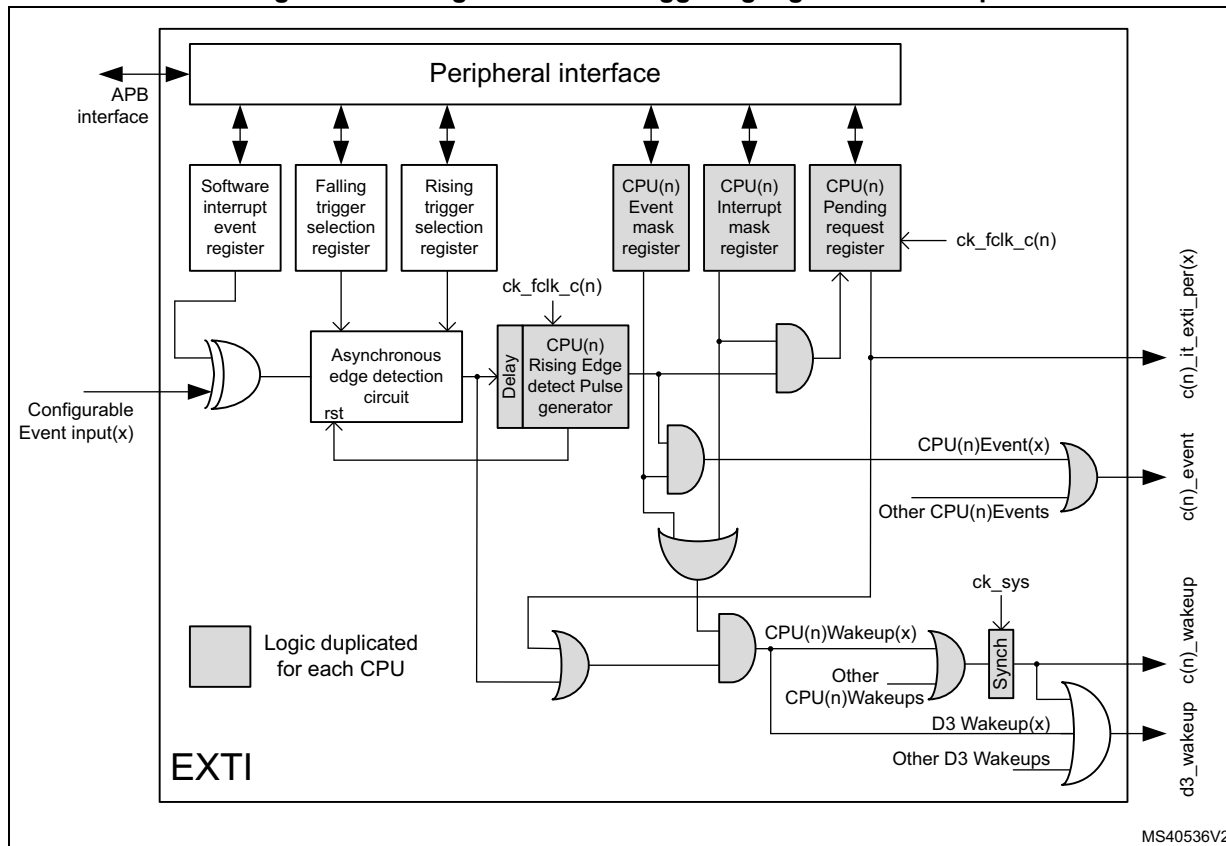 Peripheral interface
APB
interface
Software
interrupt
event
register
Falling
trigger
selection
register
Rising
trigger
selection
register
CPU(n)
Event
mask
register
CPU(n)
Interrupt
mask
register
CPU(n)
Pending
request
register
ck_fclk_c(n)
ck_fclk_c(n)
c(n)_it_exti_per(x)
Asynchronous
edge detection
circuit
rst
Delay
CPU(n)
Rising Edge
detect Pulse
generator
Configurable
Event input(x)
CPU(n)Event(x)
Other CPU(n)Events
c(n)_event
ck_sys
Logic duplicated
for each CPU
CPU(n)Wakeup(x)
Other
CPU(n)Wakeups
Synch
c(n)_wakeup
D3 Wakeup(x)
Other D3 Wakeups
d3_wakeup
EXTI
MS40536V2